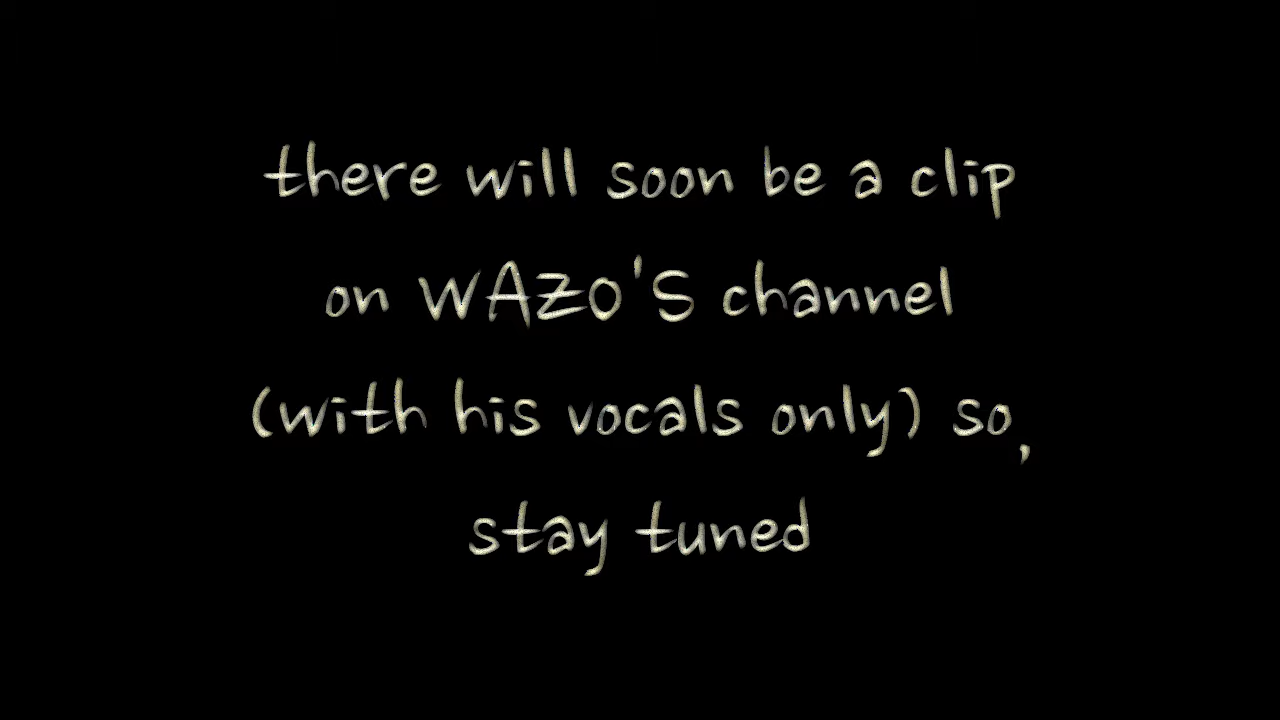 there will soon be a clip
on WAZO'S channel
(with his vocals only) so,
stay tuned